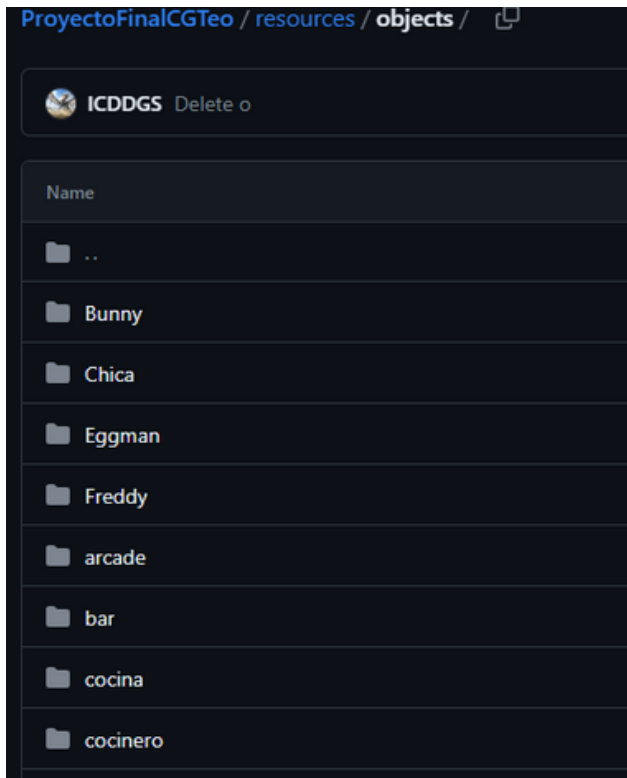 ProyectoFinalCGTeo / resources / objects /
ICDDGS Delete o
Name
..
Bunny
Chica
Eggman
Freddy
arcade
bar
cocina
cocinero